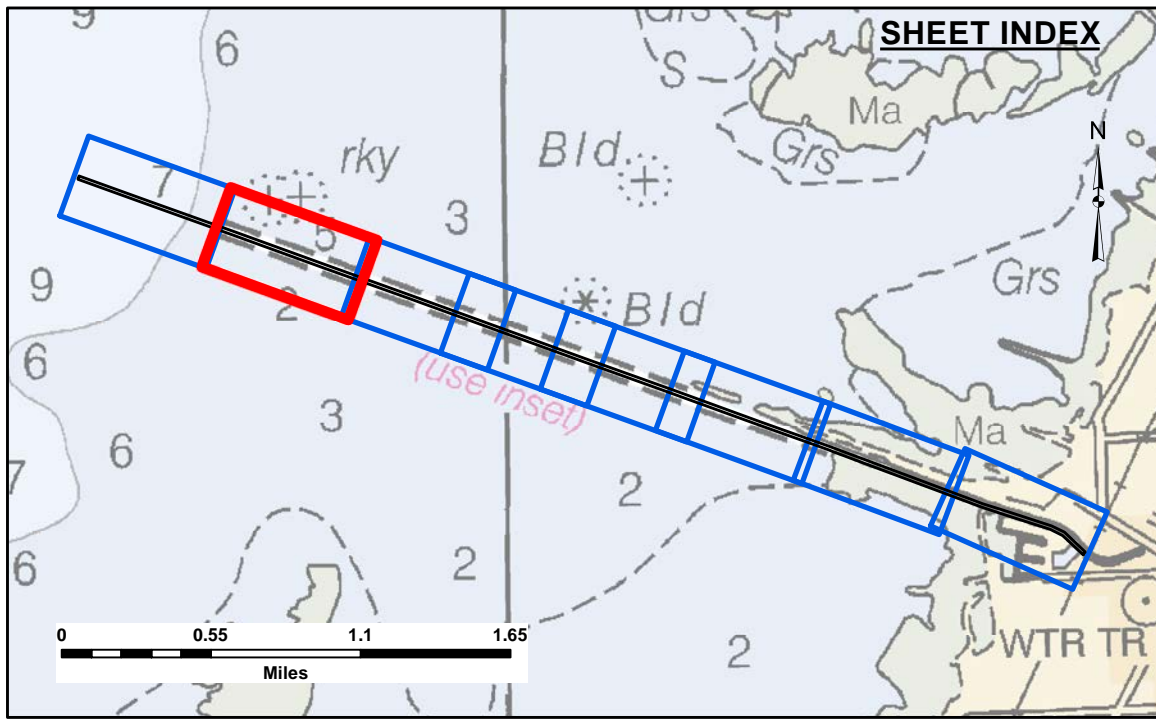 SHEET INDEX
9
6
S
Ma
Grs
N
rky
Bld
7
3
5
Grs
9
2
Bld
6
(use inset)
3
6
Ma
7
2
6
2
WTR TR
2
0 0.55 1.1 1.65
Miles